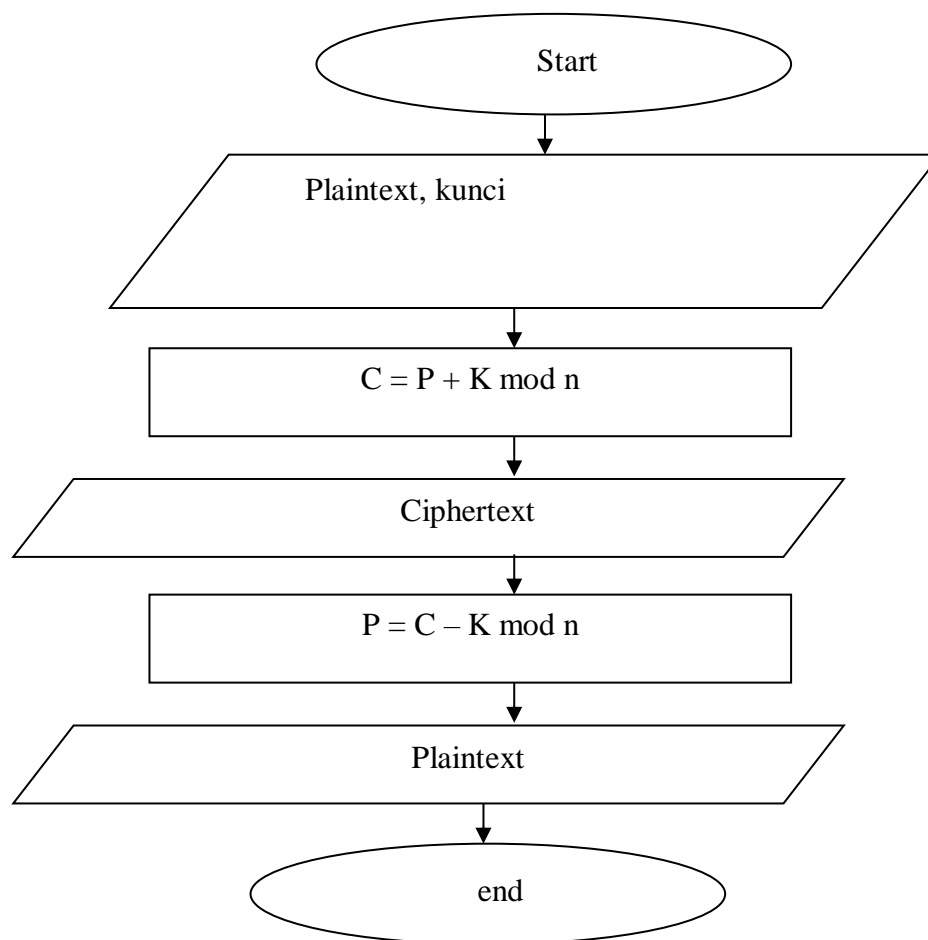 Start
Plaintext, kunci
C = P + K mod n
Ciphertext
P = C – K mod n
Plaintext
end